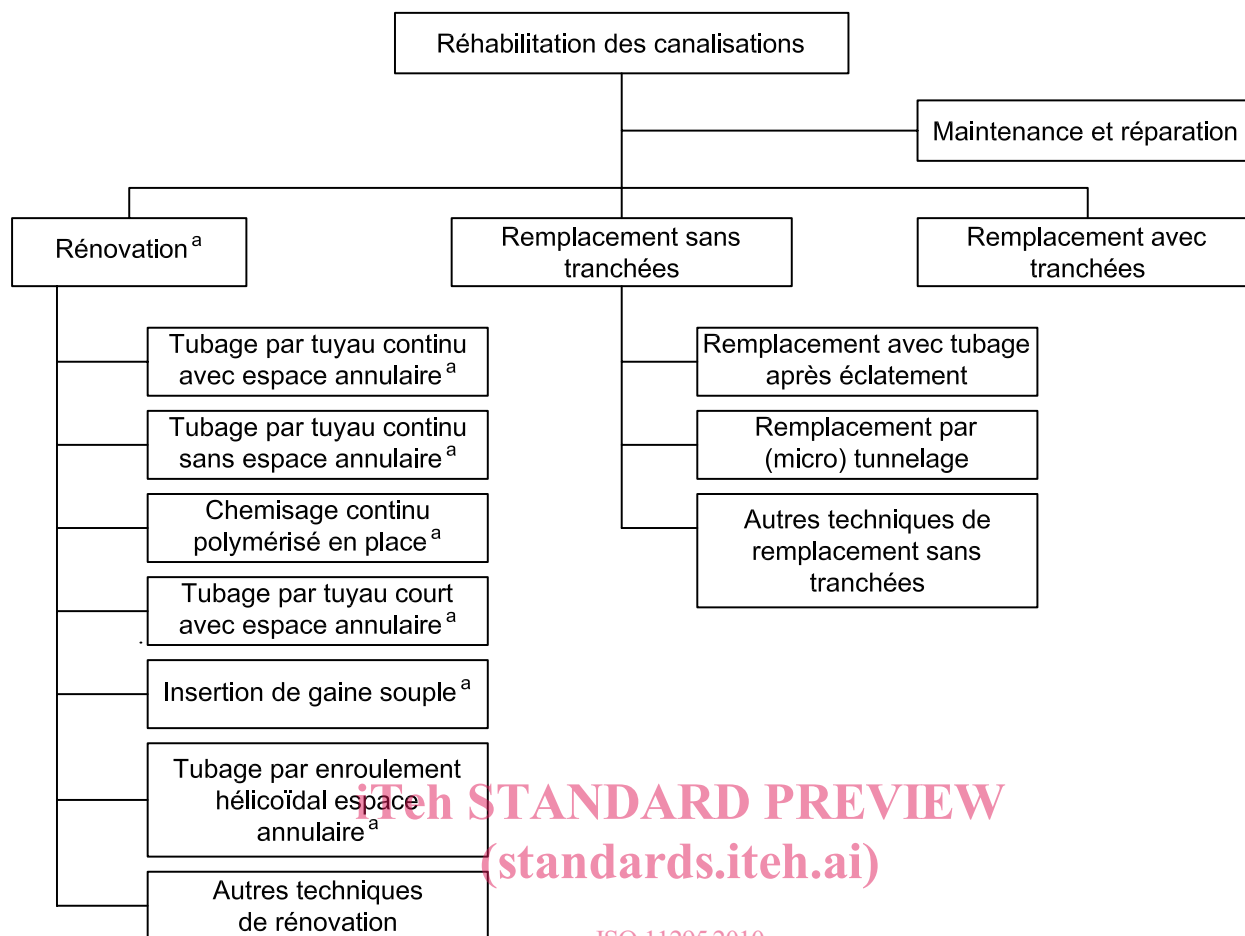 Réhabilitation des canalisations
Maintenance et réparation
Rénovation a
Remplacement sans
tranchées
Remplacement avec
tranchées
Tubage par tuyau continu
avec espace annulaire a
Tubage par tuyau continu
sans espace annulaire a
Chemisage continu
polymérisé en place a
Tubage par tuyau court
avec espace annulaire a
Insertion de gaine souple a
Tubage par enroulement
hélicoïdal espace
annulaire a
Autres techniques
de rénovation
Remplacement avec tubage
après éclatement
Remplacement par
(micro) tunnelage
Autres techniques de
remplacement sans
tranchées
iTeh STANDARD PREVIEW
(standards.iteh.ai)
ISO 11295:2010